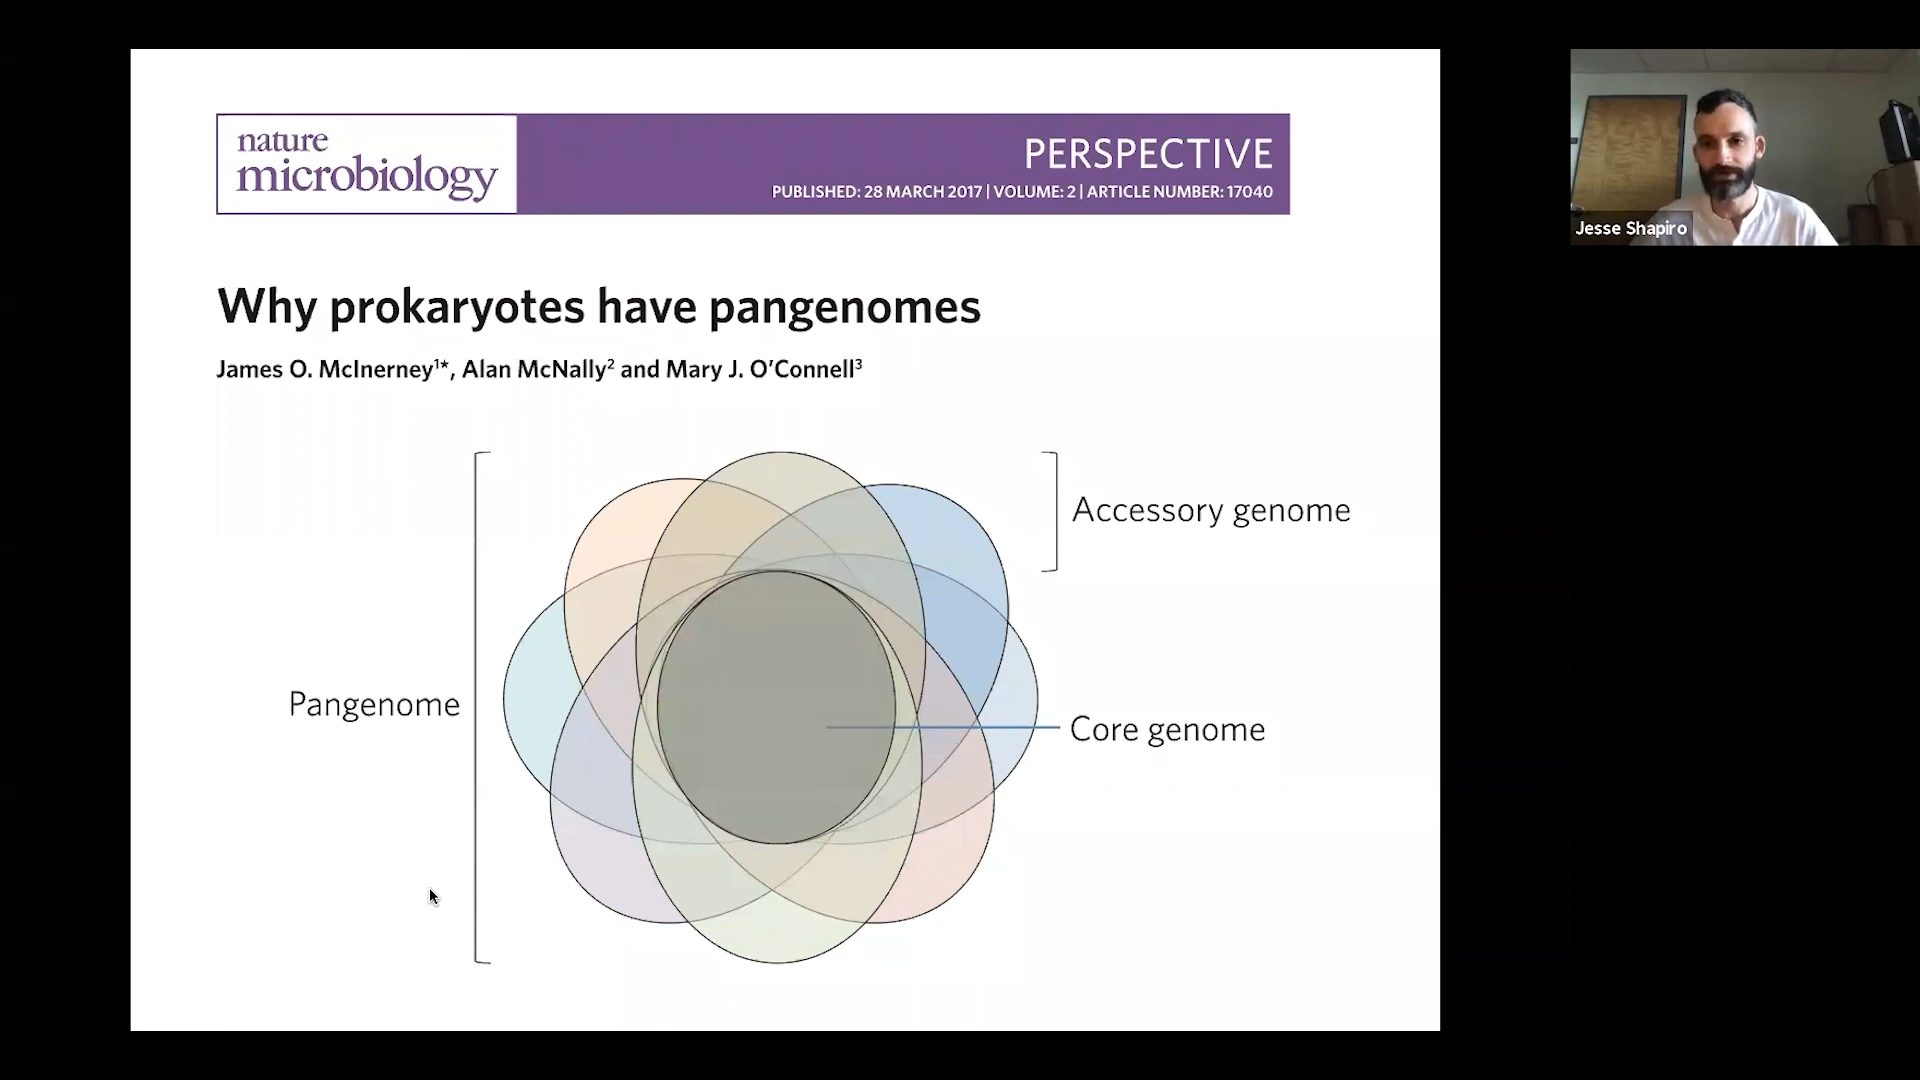 nature
microbiology
PERSPECTIVE
PUBLISHED: 28 MARCH 2017 | VOLUME: 2 | ARTICLE NUMBER: 17040
Why prokaryotes have pangenomes
James O. McInerney¹*, Alan McNally² and Mary J. O’Connell³
Accessory genome
Pangenome
Core genome
Jesse Shapiro